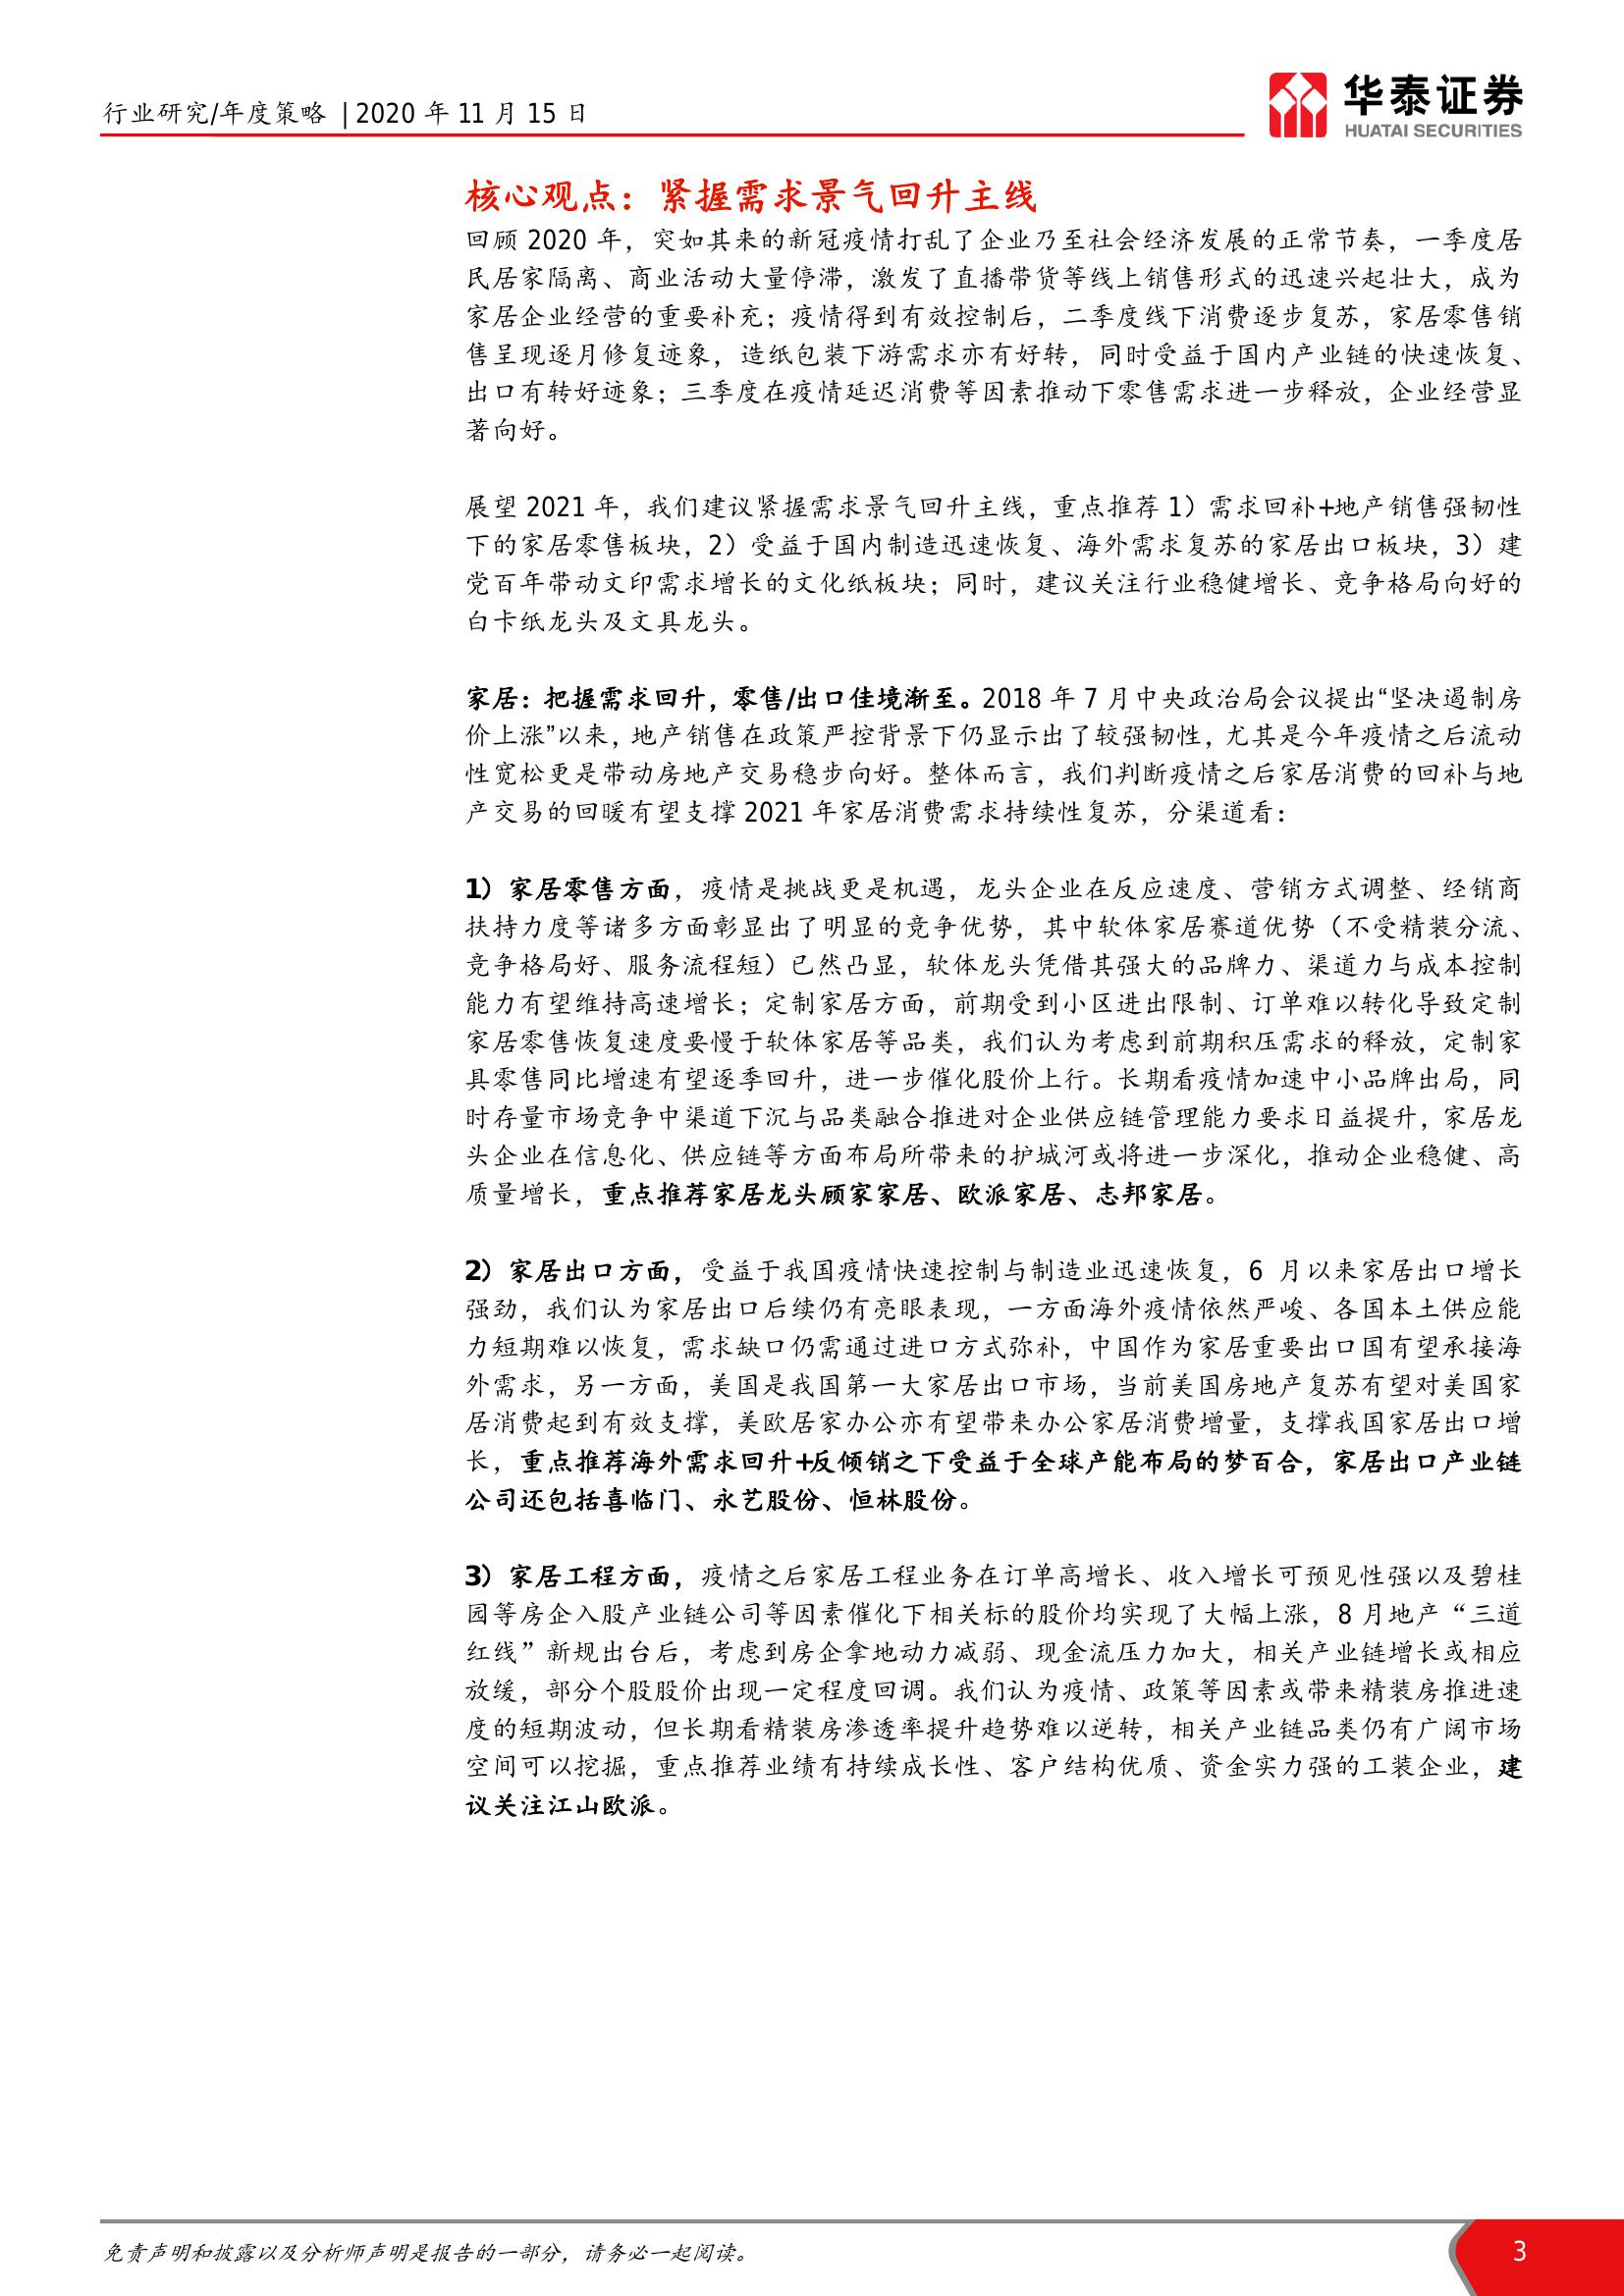 行业研究/年度策略 | 2020 年 11 月 15 日
华泰证券
HUATAI SECURITIES
核心观点：紧握需求景气回升主线
回顾 2020 年，突如其来的新冠疫情打乱了企业乃至社会经济发展的正常节奏，一季度居
民居家隔离、商业活动大量停滞，激发了直播带货等线上销售形式的迅速兴起壮大，成为
家居企业经营的重要补充；疫情得到有效控制后，二季度线下消费逐步复苏，家居零售销
售呈现逐月修复迹象，造纸包装下游需求亦有好转，同时受益于国内产业链的快速恢复、
出口有转好迹象；三季度在疫情延迟消费等因素推动下零售需求进一步释放，企业经营显
著向好。
展望 2021 年，我们建议紧握需求景气回升主线，重点推荐 1）需求回补+地产销售强韧性
下的家居零售板块，2）受益于国内制造迅速恢复、海外需求复苏的家居出口板块，3）建
党百年带动文印需求增长的文化纸板块；同时，建议关注行业稳健增长、竞争格局向好的
白卡纸龙头及文具龙头。
家居：把握需求回升，零售/出口佳境渐至。2018 年 7 月中央政治局会议提出“坚决遏制房
价上涨”以来，地产销售在政策严控背景下仍显示出了较强韧性，尤其是今年疫情之后流动
性宽松更是带动房地产交易稳步向好。整体而言，我们判断疫情之后家居消费的回补与地
产交易的回暖有望支撑 2021 年家居消费需求持续性复苏，分渠道看：
1）家居零售方面，疫情是挑战更是机遇，龙头企业在反应速度、营销方式调整、经销商
扶持力度等诸多方面彰显出了明显的竞争优势，其中软体家居赛道优势（不受精装分流、
竞争格局好、服务流程短）已然凸显，软体龙头凭借其强大的品牌力、渠道力与成本控制
能力有望维持高速增长；定制家居方面，前期受到小区进出限制、订单难以转化导致定制
家居零售恢复速度要慢于软体家居等品类，我们认为考虑到前期积压需求的释放，定制家
具零售同比增速有望逐季回升，进一步催化股价上行。长期看疫情加速中小品牌出局，同
时存量市场竞争中渠道下沉与品类融合推进对企业供应链管理能力要求日益提升，家居龙
头企业在信息化、供应链等方面布局所带来的护城河或将进一步深化，推动企业稳健、高
质量增长，重点推荐家居龙头顾家家居、欧派家居、志邦家居。
2）家居出口方面，受益于我国疫情快速控制与制造业迅速恢复，6 月以来家居出口增长
强劲，我们认为家居出口后续仍有亮眼表现，一方面海外疫情依然严峻、各国本土供应能
力短期难以恢复，需求缺口仍需通过进口方式弥补，中国作为家居重要出口国有望承接海
外需求，另一方面，美国是我国第一大家居出口市场，当前美国房地产复苏有望对美国家
居消费起到有效支撑，美欧居家办公亦有望带来办公家居消费增量，支撑我国家居出口增
长，重点推荐海外需求回升+反倾销之下受益于全球产能布局的梦百合，家居出口产业链
公司还包括喜临门、永艺股份、恒林股份。
3）家居工程方面，疫情之后家居工程业务在订单高增长、收入增长可预见性强以及碧桂
园等房企入股产业链公司等因素催化下相关标的股价均实现了大幅上涨，8 月地产“三道
红线”新规出台后，考虑到房企拿地动力减弱、现金流压力加大，相关产业链增长或相应
放缓，部分个股股价出现一定程度回调。我们认为疫情、政策等因素或带来精装房推进速
度的短期波动，但长期看精装房渗透率提升趋势难以逆转，相关产业链品类仍有广阔市场
空间可以挖掘，重点推荐业绩有持续成长性、客户结构优质、资金实力强的工装企业，建
议关注江山欧派。
免责声明和披露以及分析师声明是报告的一部分，请务必一起阅读。
3